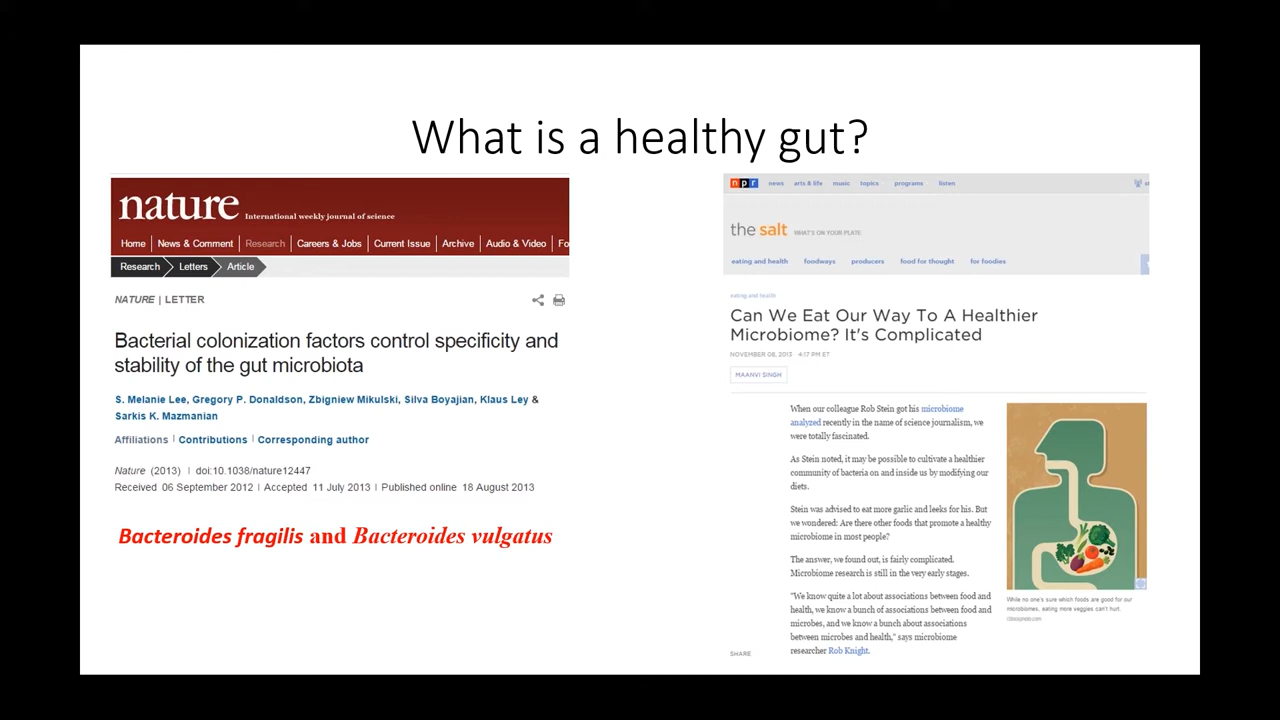 What is a healthy gut?
nature International weekly journal of science
Home News & Comment Research Careers & Jobs Current Issue Archive Audio & Video Fo
Research Letters Article
NATURE | LETTER
Bacterial colonization factors control specificity and
stability of the gut microbiota
S. Melanie Lee, Gregory P. Donaldson, Zbigniew Mikulski, Silva Boyajian, Klaus Ley &
Sarkis K. Mazmanian
Affiliations | Contributions | Corresponding author
Nature (2013) | doi:10.1038/nature12447
Received 06 September 2012 | Accepted 11 July 2013 | Published online 18 August 2013
Bacteroides fragilis and Bacteroides vulgatus
npr news arts & life music topics programs listen
the salt WHAT'S ON YOUR PLATE
eating and health foodways producers food for thought for foodies
eating and health
Can We Eat Our Way To A Healthier
Microbiome? It's Complicated
NOVEMBER 08, 2013 4:17 PM ET
MAANVI SINGH
When our colleague Rob Stein got his microbiome
analyzed recently in the name of science journalism, we
were totally fascinated.
As Stein noted, it may be possible to cultivate a healthier
community of bacteria on and inside us by modifying our
diets.
Stein was advised to eat more garlic and leeks for his. But
we wondered: Are there other foods that promote a healthy
microbiome in most people?
The answer, we found out, is fairly complicated.
Microbiome research is still in the very early stages.
"We know quite a lot about associations between food and
health, we know a bunch of associations between food and
microbes, and we know a bunch about associations
between microbes and health," says microbiome
researcher Rob Knight.
While no one's sure which foods are good for our
microbiomes, eating more veggies can't hurt.
SHARE